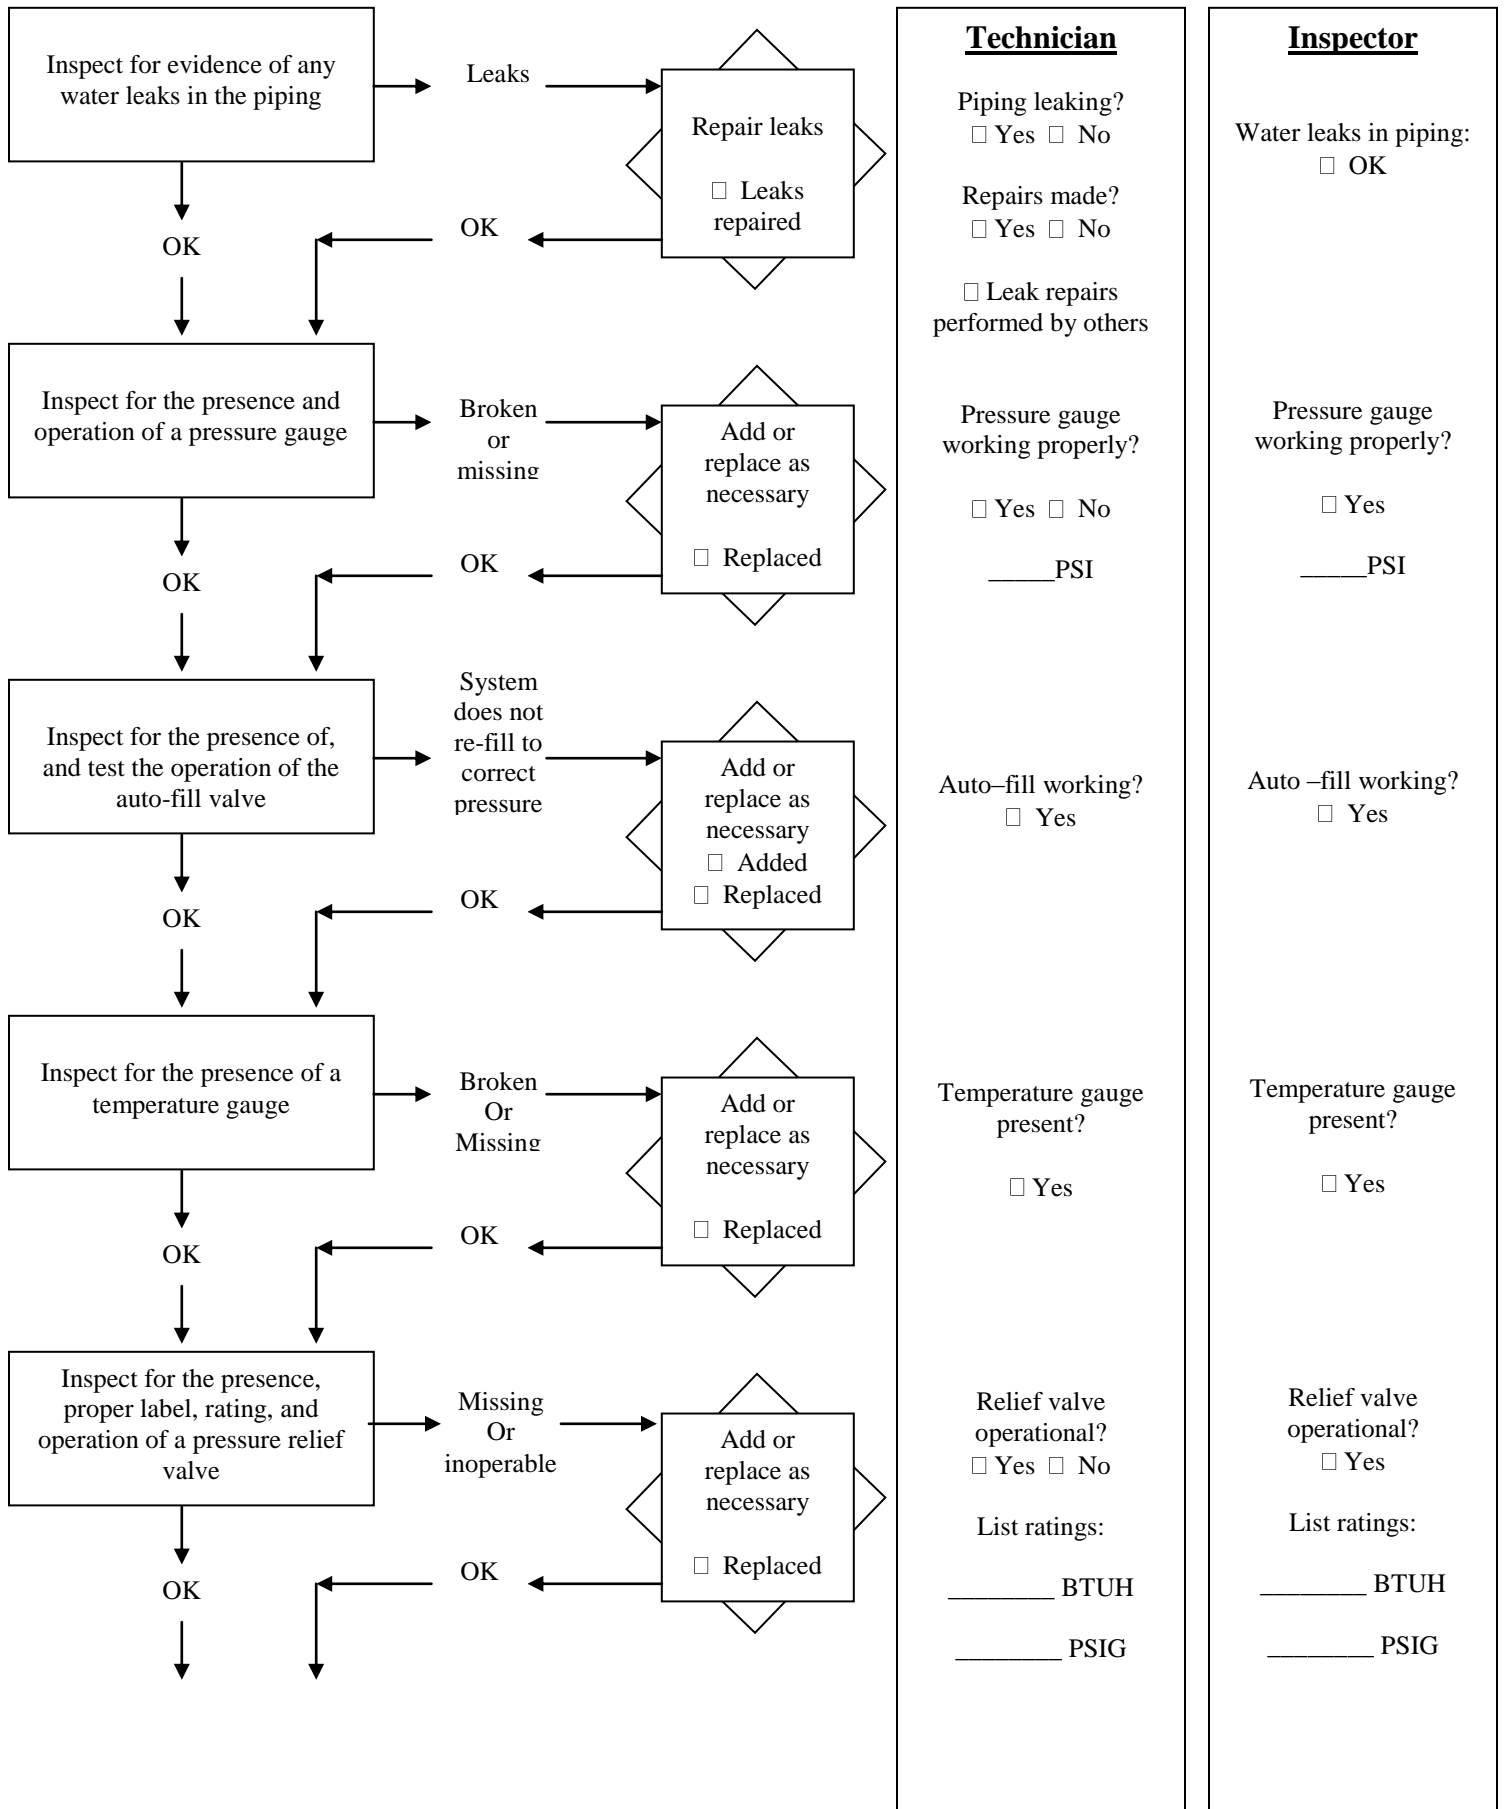 Inspect for evidence of any
water leaks in the piping
Leaks
Repair leaks
□ Leaks
repaired
OK
OK
Inspect for the presence and
operation of a pressure gauge
Broken
or
missing
Add or
replace as
necessary
□ Replaced
OK
OK
Inspect for the presence of,
and test the operation of the
auto-fill valve
System
does not
re-fill to
correct
pressure
Add or
replace as
necessary
□ Added
□ Replaced
OK
OK
Inspect for the presence of a
temperature gauge
Broken
Or
Missing
Add or
replace as
necessary
□ Replaced
OK
OK
Inspect for the presence,
proper label, rating, and
operation of a pressure relief
valve
Missing
Or
inoperable
Add or
replace as
necessary
□ Replaced
OK
OK
Technician
Piping leaking?
□ Yes □ No
Repairs made?
□ Yes □ No
□ Leak repairs
performed by others
Pressure gauge
working properly?
□ Yes □ No
_____PSI
Auto–fill working?
□ Yes
Temperature gauge
present?
□ Yes
Relief valve
operational?
□ Yes □ No
List ratings:
________ BTUH
________ PSIG
Inspector
Water leaks in piping:
□ OK
Pressure gauge
working properly?
□ Yes
_____PSI
Auto –fill working?
□ Yes
Temperature gauge
present?
□ Yes
Relief valve
operational?
□ Yes
List ratings:
________ BTUH
________ PSIG